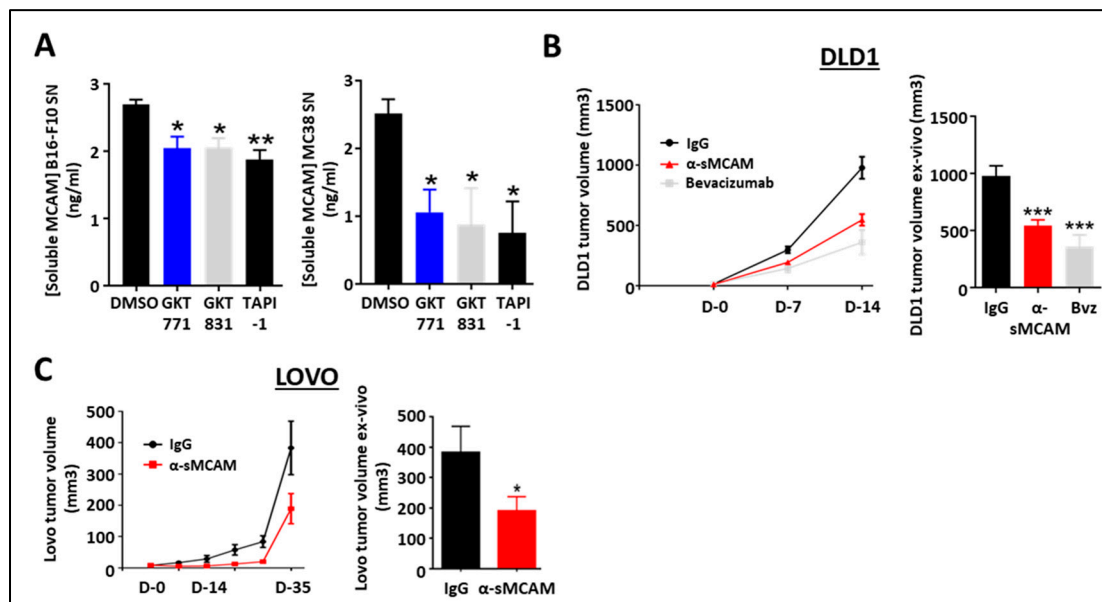 A
[Soluble MCAM] B16-F10 SN
(ng/ml)
3
2
1
0
* * **
DMSO GKT GKT TAPI
771 831 -1
[Soluble MCAM] MC38 SN
(ng/ml)
3
2
1
0
* * *
DMSO GKT GKT TAPI
771 831 -1
B
DLD1
DLD1 tumor volume (mm3)
1500
1000
500
0
IgG
α-sMCAM
Bevacizumab
D-0 D-7 D-14
DLD1 tumor volume ex-vivo (mm3)
1500
1000
500
0
*** ***
IgG α- Bvz
sMCAM
C
LOVO
Lovo tumor volume
(mm3)
500
400
300
200
100
0
IgG
α-sMCAM
D-0 D-14 D-35
Lovo tumor volume ex-vivo
(mm3)
500
400
300
200
100
0
*
IgG α-sMCAM